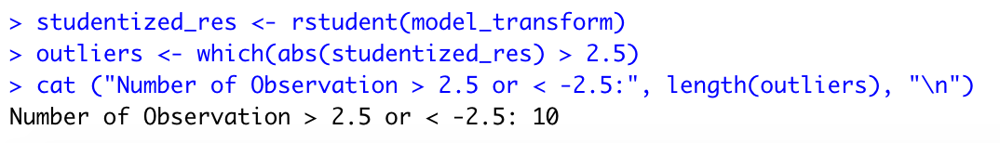 > studentized_res <- rstudent(model_transform)
> outliers <- which(abs(studentized_res) > 2.5)
> cat ("Number of Observation > 2.5 or < -2.5:", length(outliers), "\n")
Number of Observation > 2.5 or < -2.5: 10